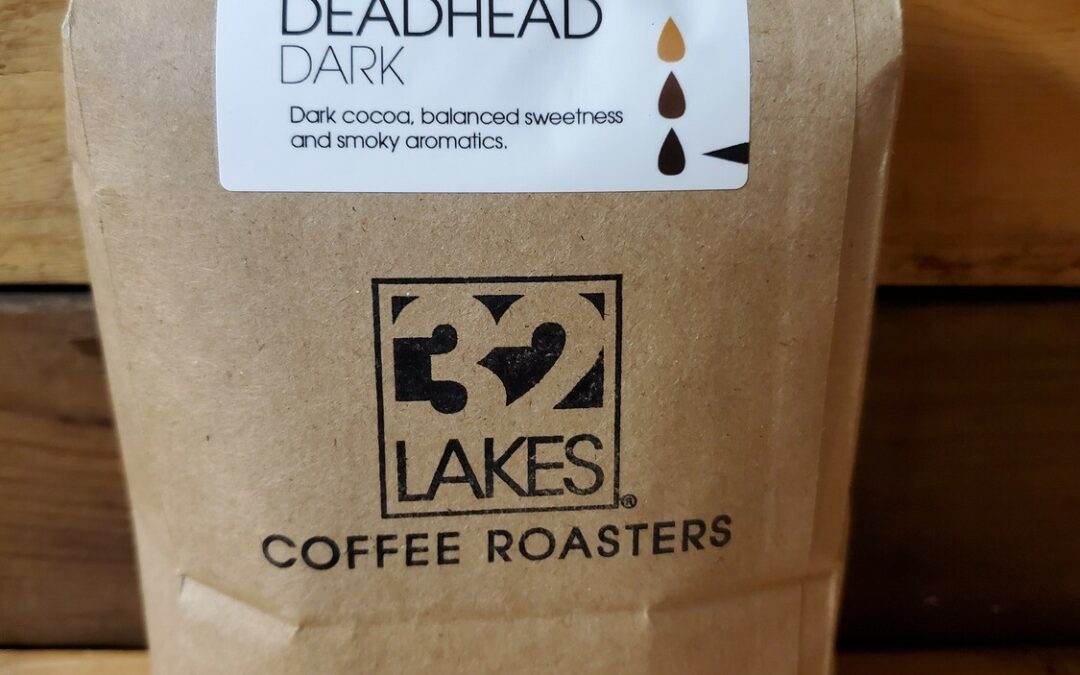 DEADHEAD
DARK
Dark cocoa, balanced sweetness
and smoky aromatics.
32
LAKES®
COFFEE ROASTERS